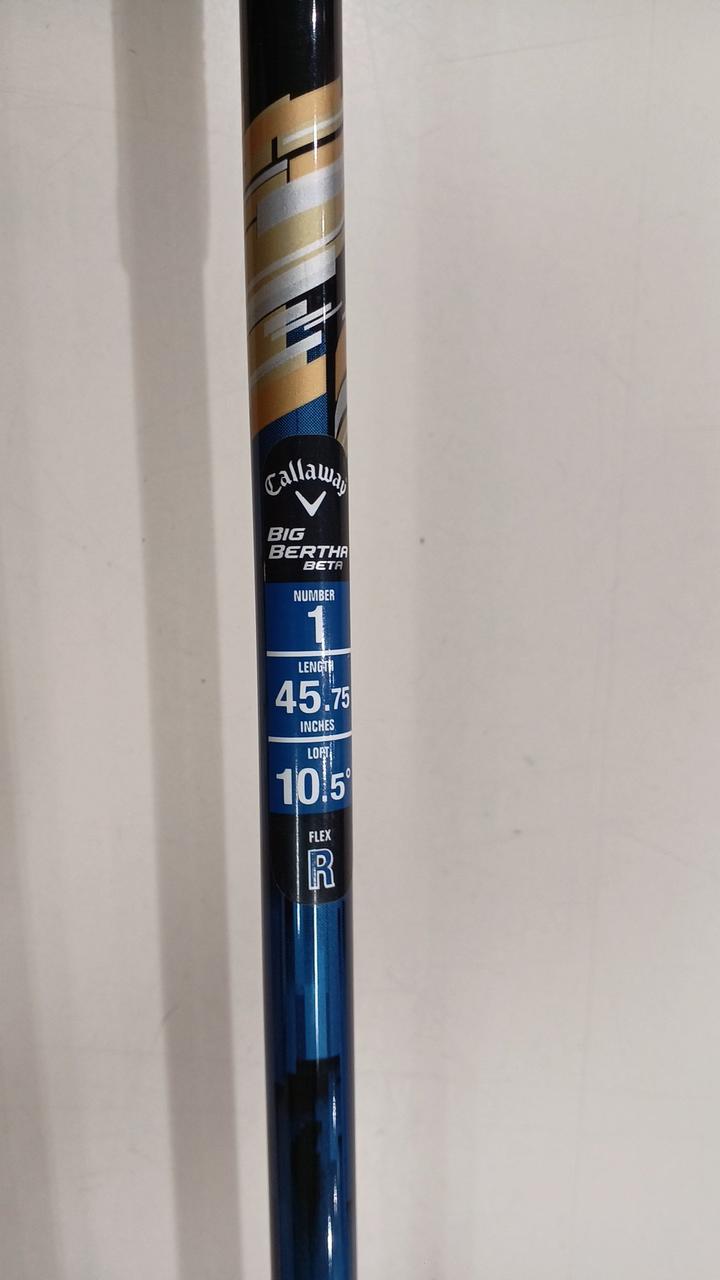 Callaway
BIG
BERTHA
BETA
NUMBER
1
LENGTH
45.75
INCHES
LOFT
10.5°
FLEX
R